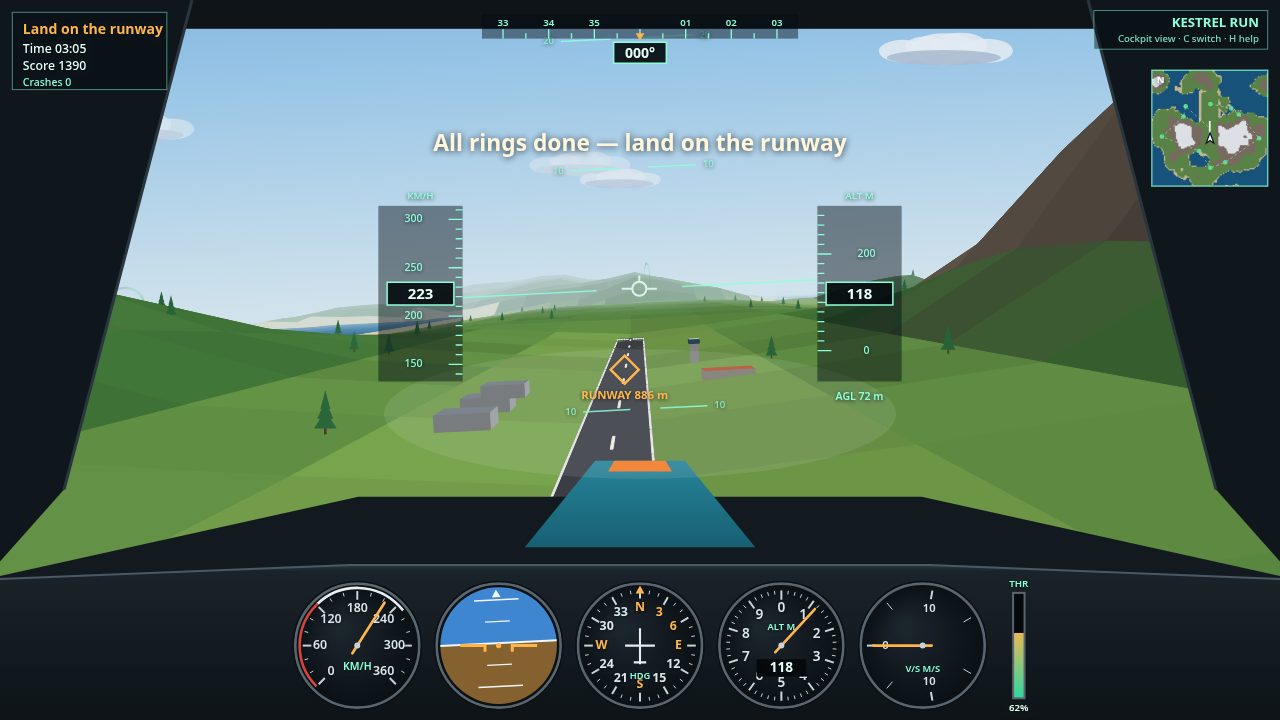 Land on the runway
Time 03:05
Score 1390
Crashes 0
33 34 35 01 02 03
20
000°
KESTREL RUN
Cockpit view · C switch · H help
N
All rings done — land on the runway
10 10
KM/H
300
250
223
200
150
ALT M
200
118
0
AGL 72 m
RUNWAY 886 m
10 10
0 60 120 180 240 300 360
KM/H
N 3 6 E 12 15 S 21 24 W 30 33
HDG
0 1 2 3 5 6 7 8 9
ALT M
118
10
0
10
V/S M/S
THR
62%